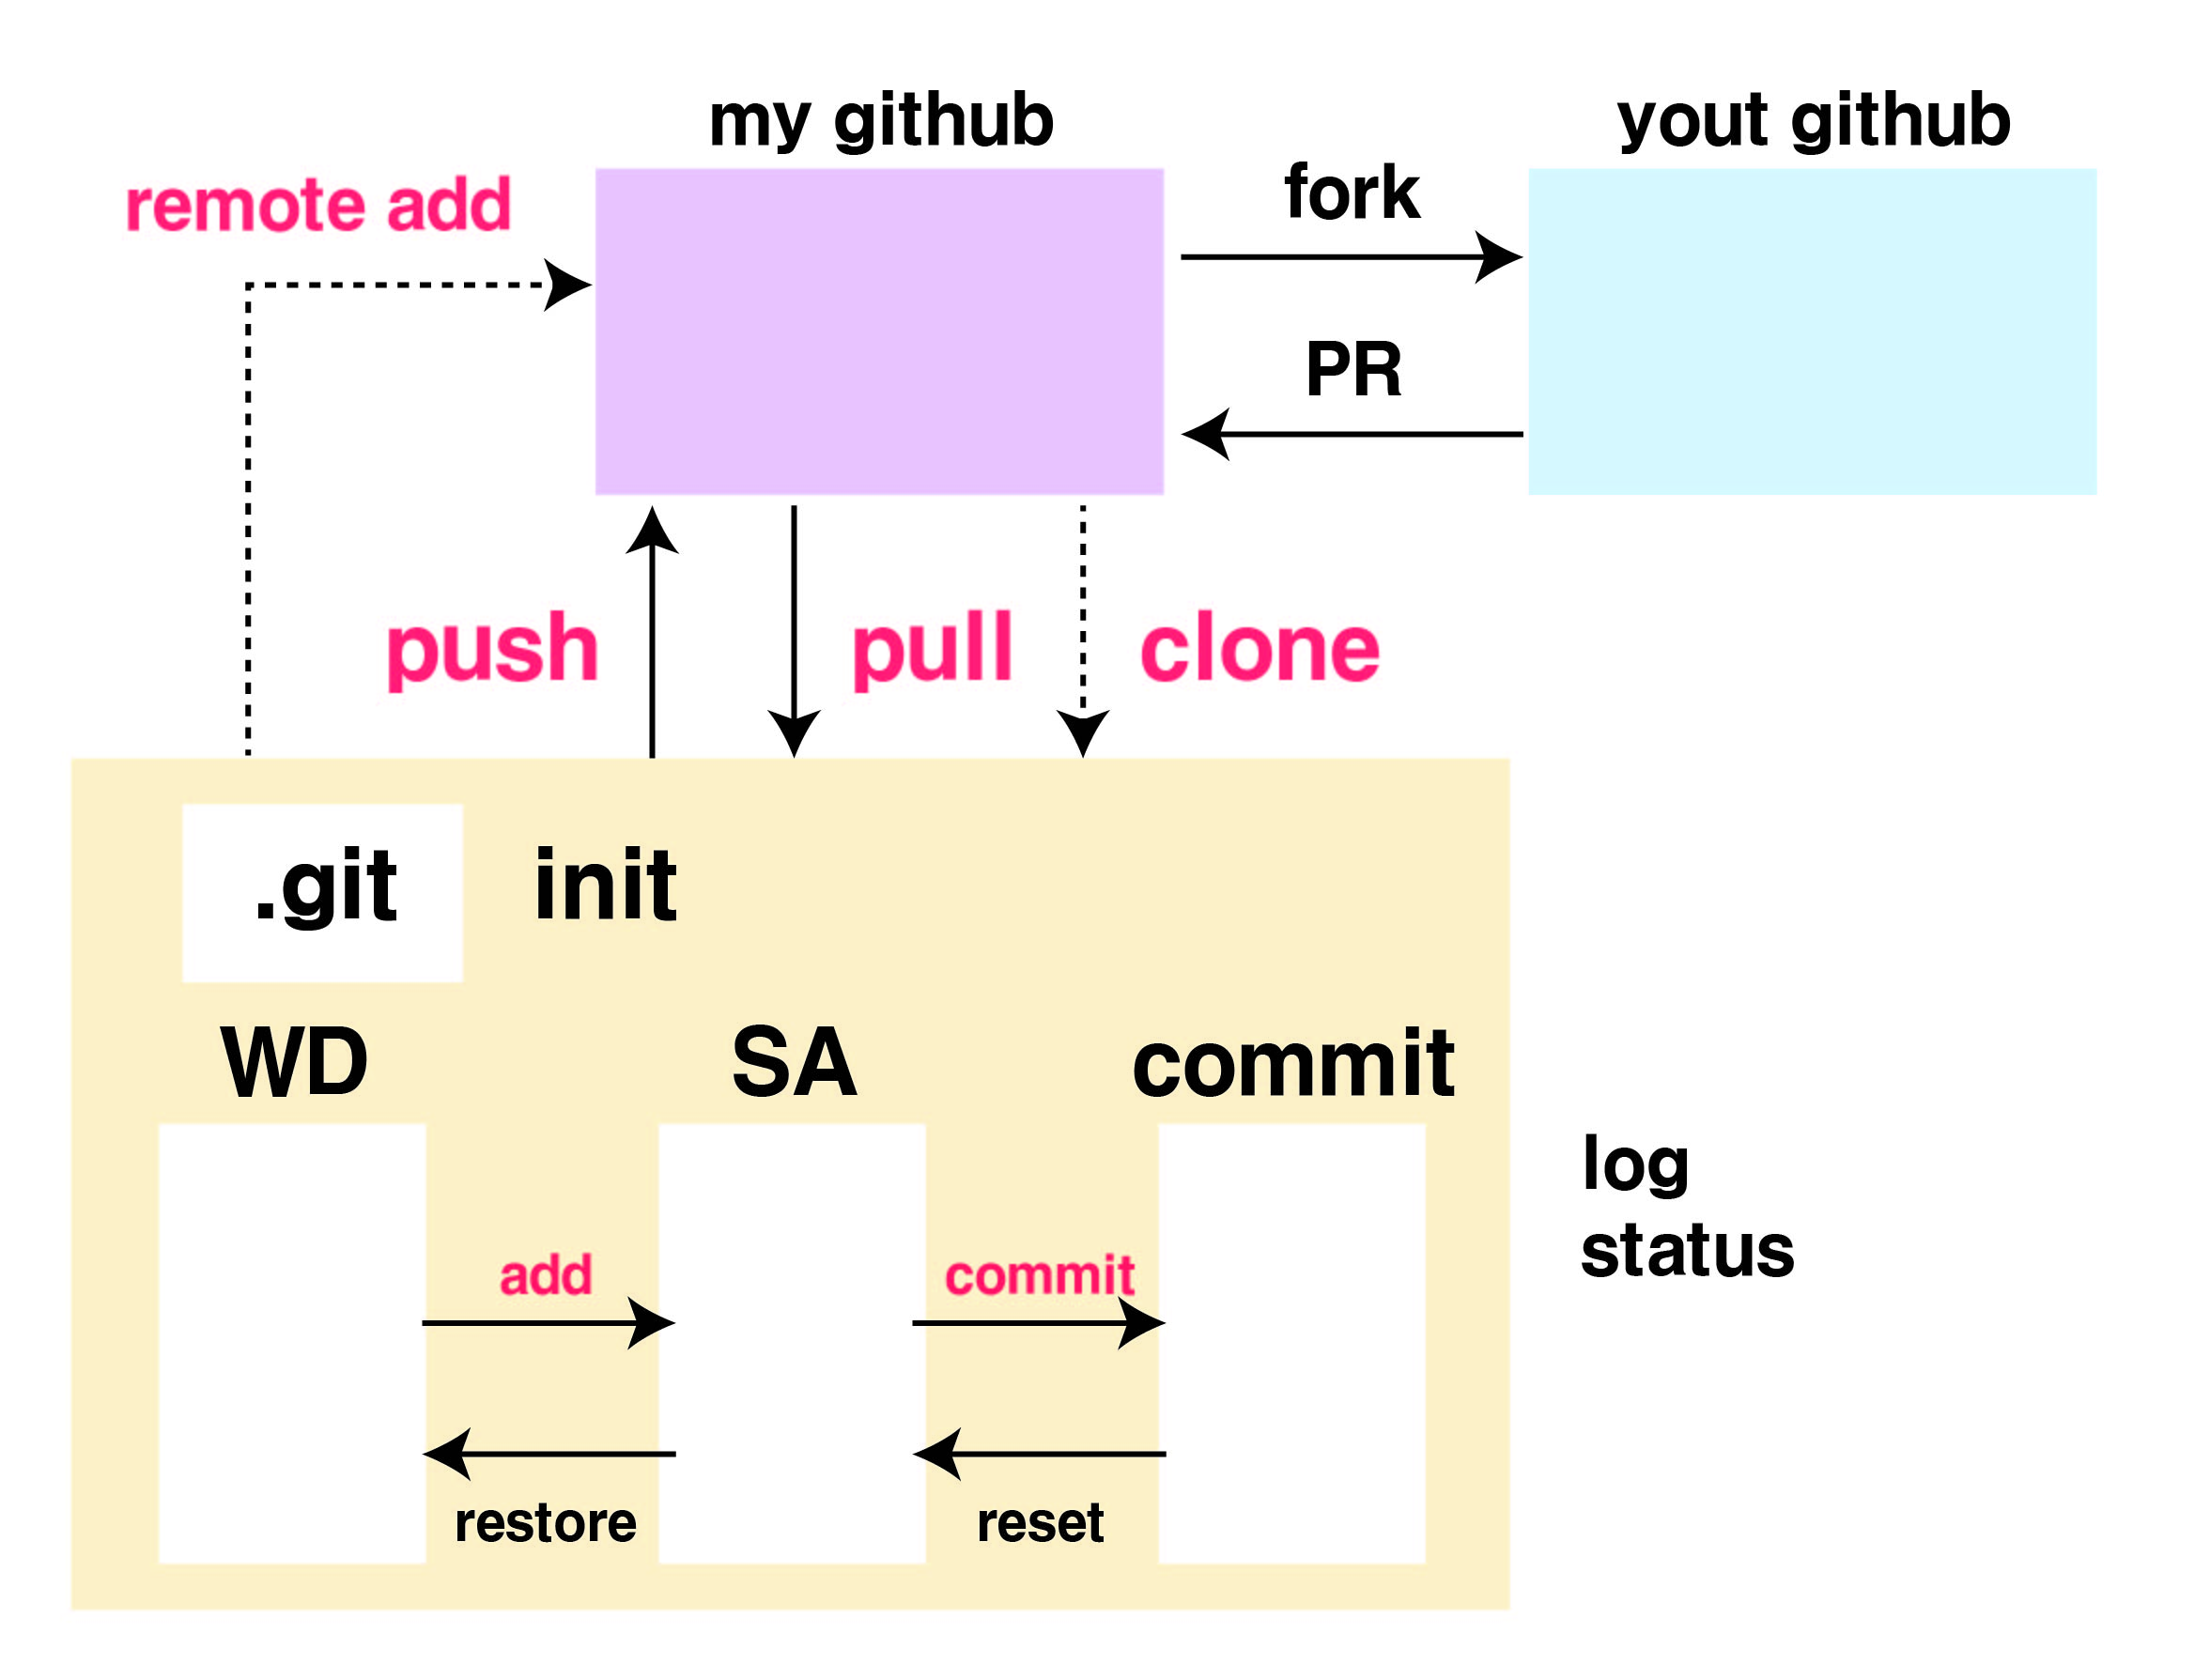 my github
yout github
remote add
fork
PR
push
pull
clone
.git
init
WD
SA
commit
log
status
add
commit
restore
reset